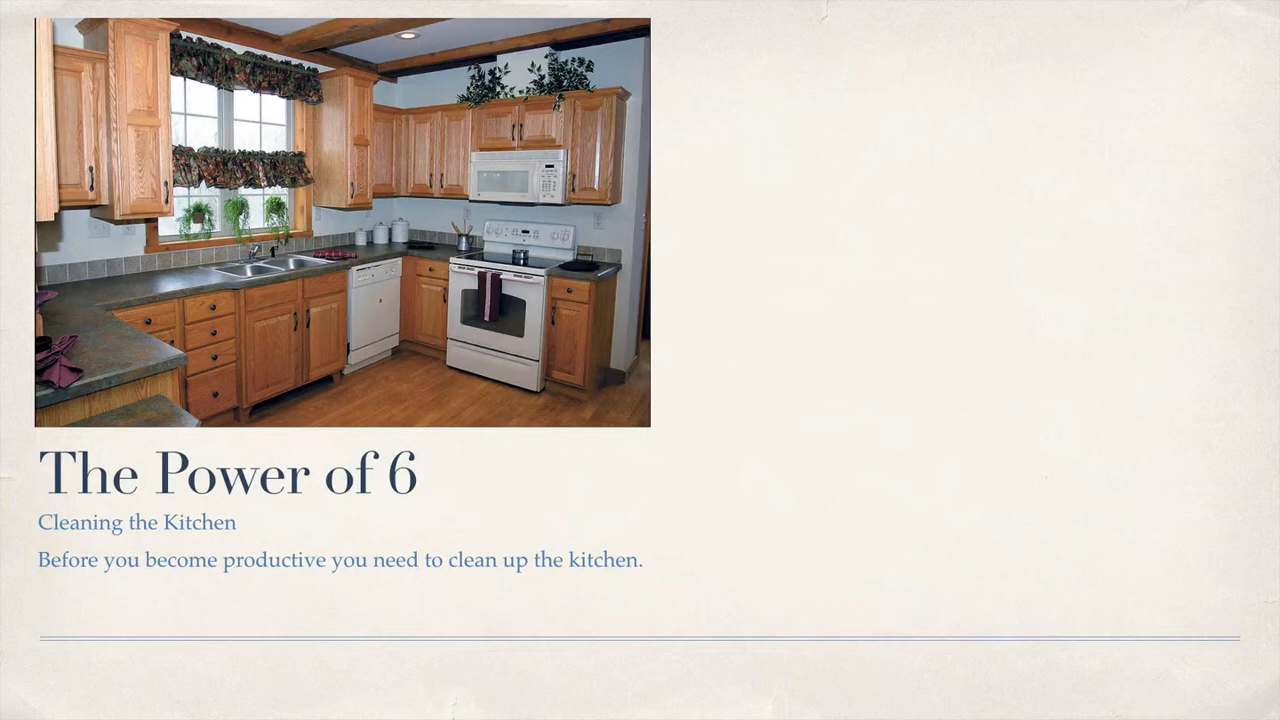 The Power of 6
Cleaning the Kitchen
Before you become productive you need to clean up the kitchen.